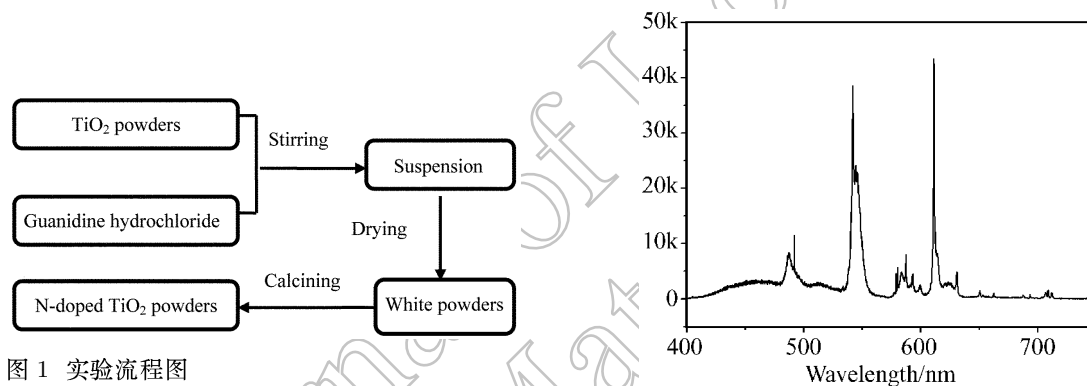 TiO₂ powders
Stirring
Suspension
Guanidine hydrochloride
Drying
Calcining
N-doped TiO₂ powders
White powders
图 1 实验流程图
50k
40k
30k
20k
10k
0
400 500 600 700
Wavelength/nm